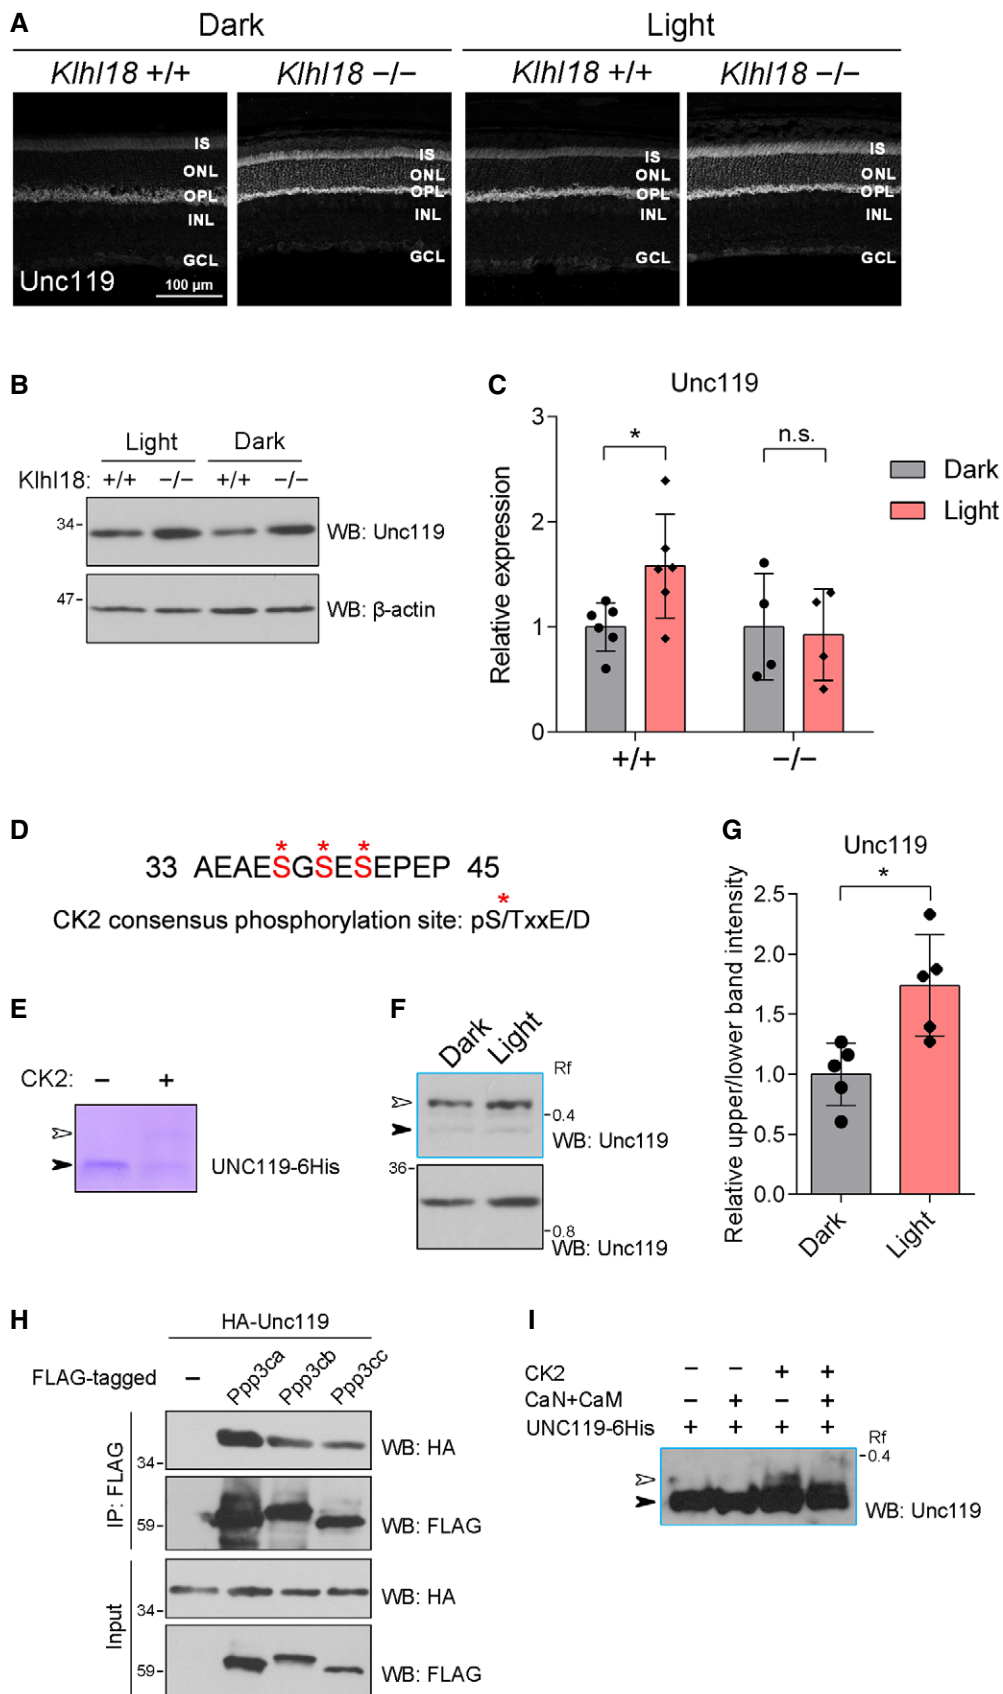 A
Dark Light
Klhl18 +/+ Klhl18 −/− Klhl18 +/+ Klhl18 −/−
IS IS IS IS
ONL ONL ONL ONL
OPL OPL OPL OPL
INL INL INL INL
GCL GCL GCL GCL
Unc119 100 µm
B
Light Dark
Klhl18: +/+ −/− +/+ −/−
34- WB: Unc119
47- WB: β-actin
C
Unc119
* n.s.
Dark
Light
Relative expression
3
2
1
0
+/+ −/−
D
* * *
33 AEAESGSESEPEP 45
*
CK2 consensus phosphorylation site: pS/TxxE/D
E
CK2: − +
UNC119-6His
F
Dark Light
Rf
0.4
WB: Unc119
36-
0.8
WB: Unc119
G
Unc119
*
Relative upper/lower band intensity
2.5
2.0
1.5
1.0
0.5
0.0
Dark Light
H
HA-Unc119
FLAG-tagged − Ppp3ca Ppp3cb Ppp3cc
IP: FLAG
34- WB: HA
59- WB: FLAG
Input
34- WB: HA
59- WB: FLAG
I
CK2 − − + +
CaN+CaM − + − +
UNC119-6His + + + +
Rf
0.4
WB: Unc119